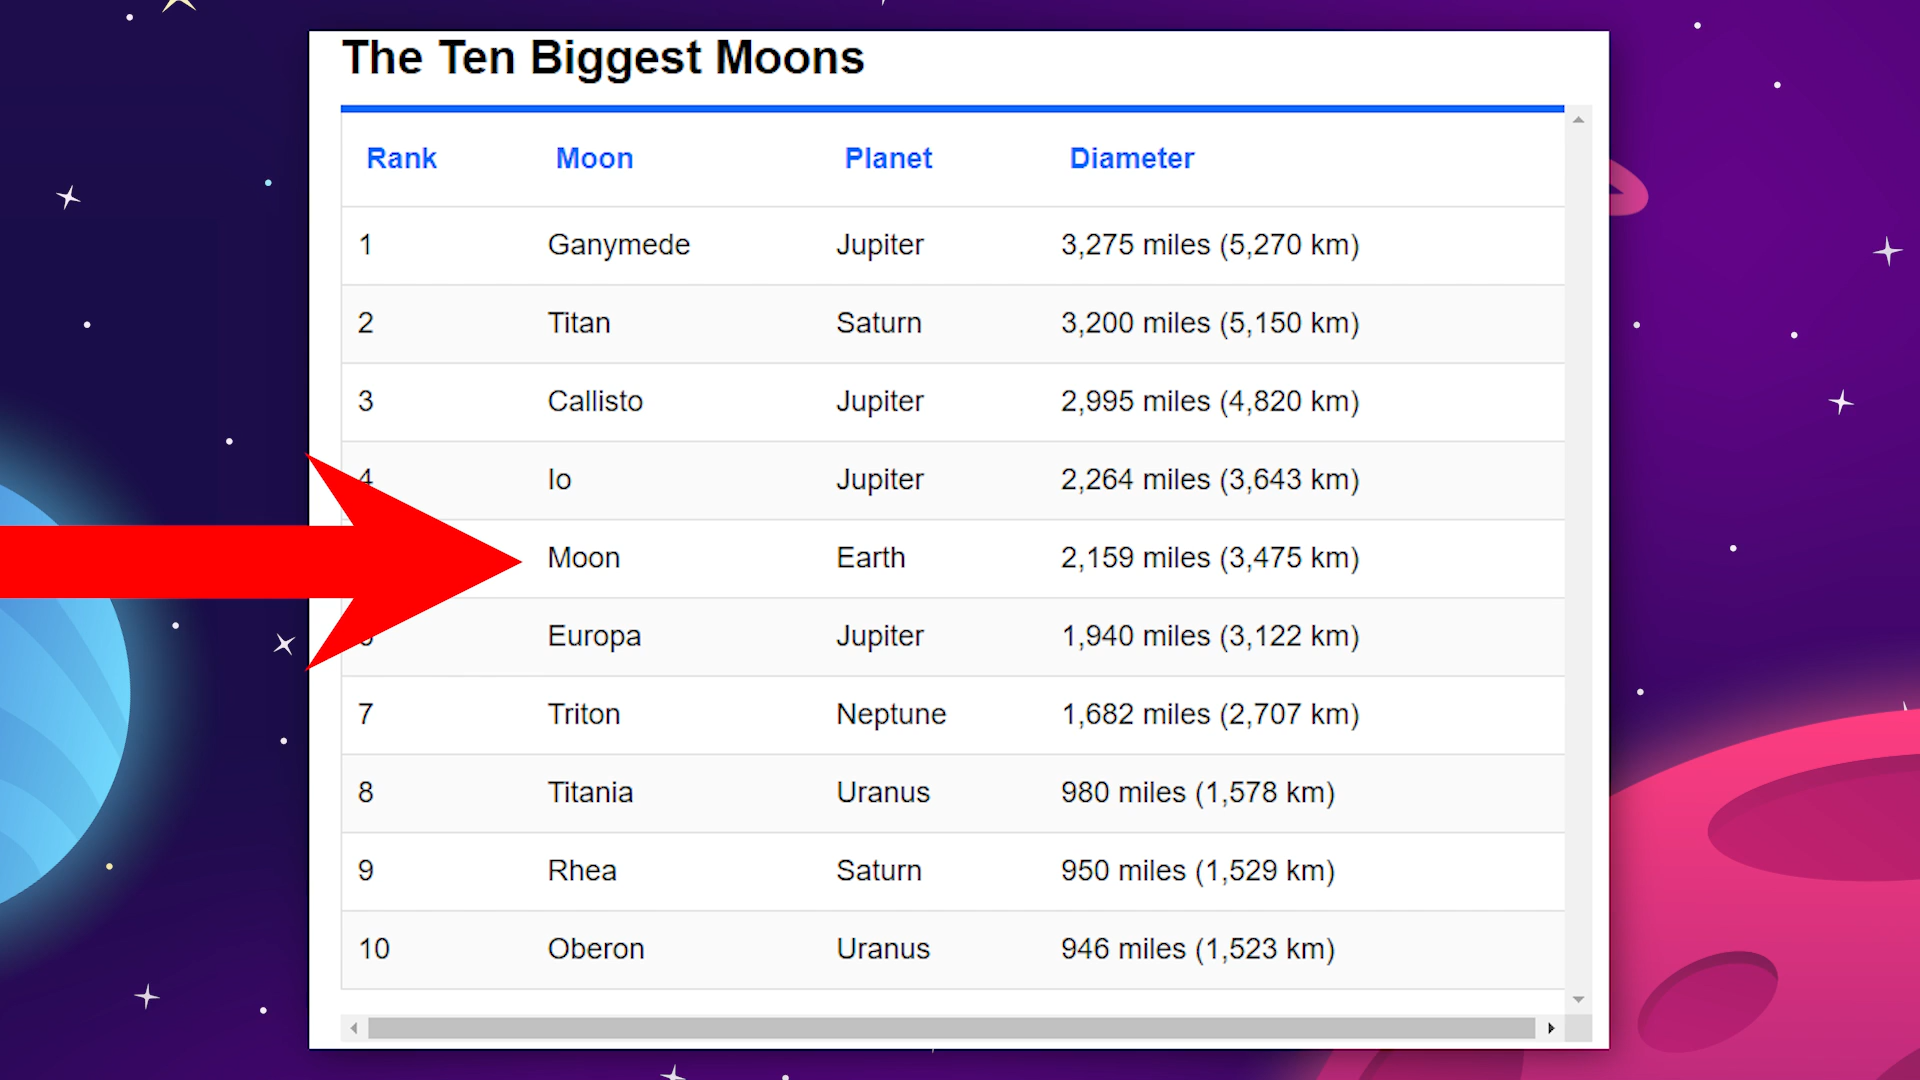 The Ten Biggest Moons
Rank Moon Planet Diameter
1 Ganymede Jupiter 3,275 miles (5,270 km)
2 Titan Saturn 3,200 miles (5,150 km)
3 Callisto Jupiter 2,995 miles (4,820 km)
4 Io Jupiter 2,264 miles (3,643 km)
Moon Earth 2,159 miles (3,475 km)
Europa Jupiter 1,940 miles (3,122 km)
7 Triton Neptune 1,682 miles (2,707 km)
8 Titania Uranus 980 miles (1,578 km)
9 Rhea Saturn 950 miles (1,529 km)
10 Oberon Uranus 946 miles (1,523 km)